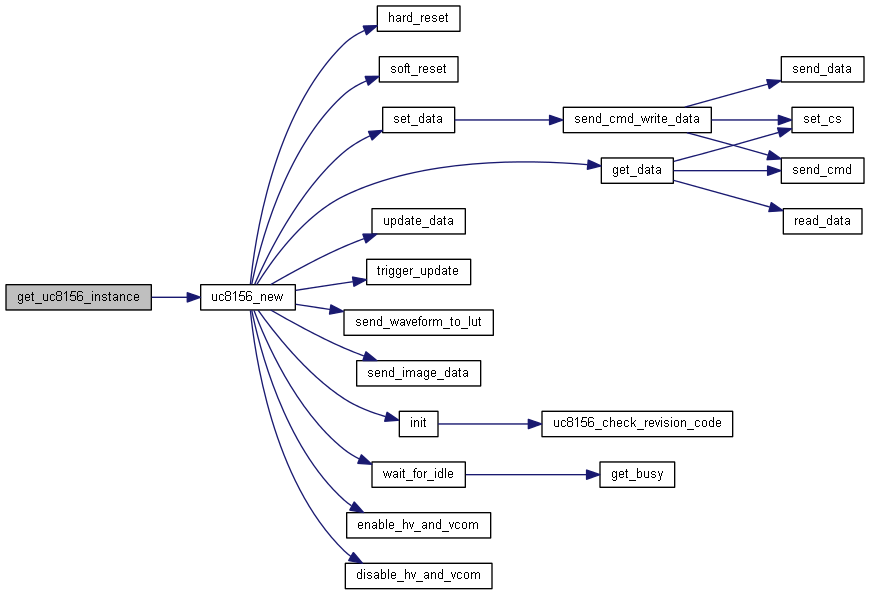 hard_reset
soft_reset
send_data
set_data
send_cmd_write_data
set_cs
get_data
send_cmd
update_data
read_data
trigger_update
get_uc8156_instance
uc8156_new
send_waveform_to_lut
send_image_data
init
uc8156_check_revision_code
wait_for_idle
get_busy
enable_hv_and_vcom
disable_hv_and_vcom